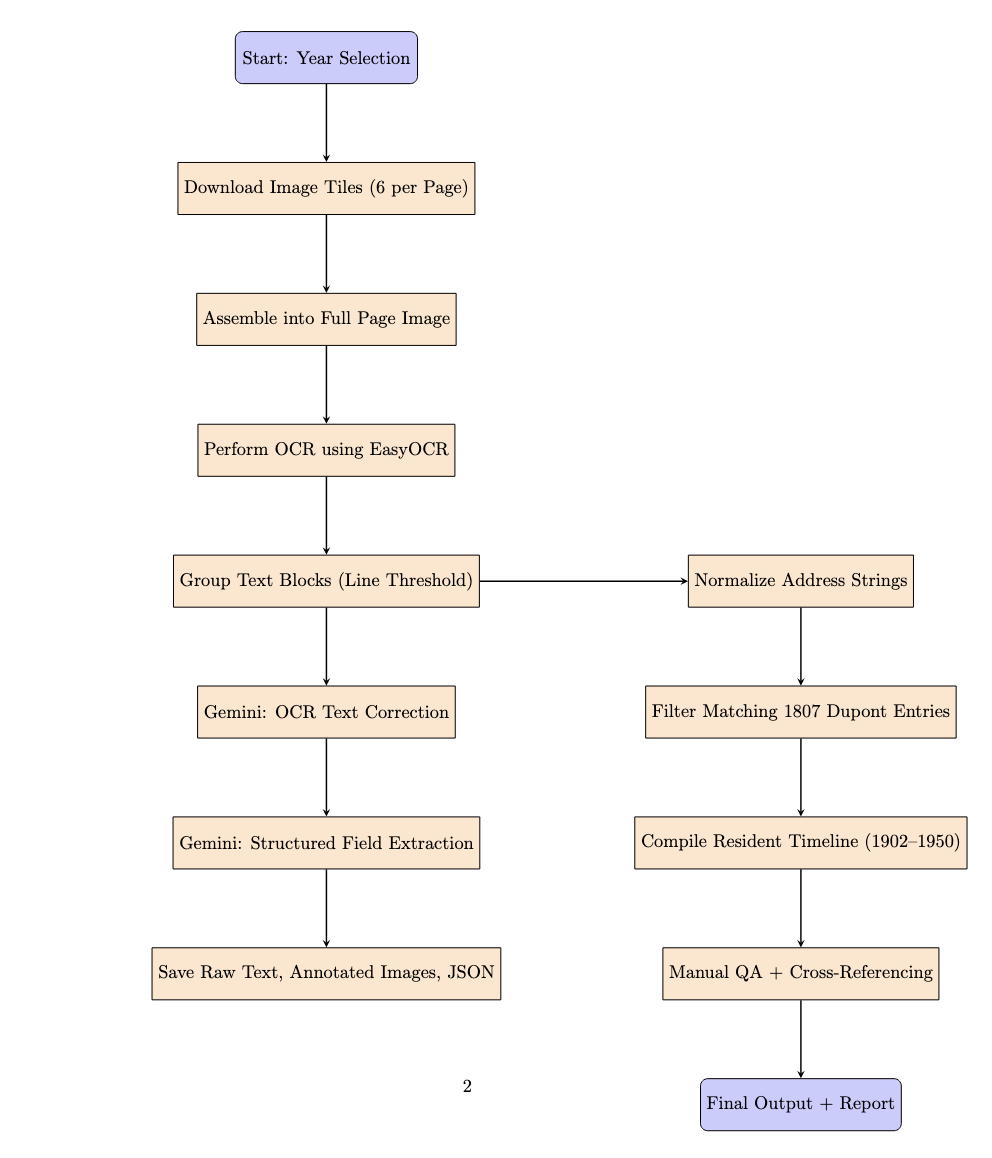 Start: Year Selection
Download Image Tiles (6 per Page)
Assemble into Full Page Image
Perform OCR using EasyOCR
Group Text Blocks (Line Threshold)
Gemini: OCR Text Correction
Gemini: Structured Field Extraction
Save Raw Text, Annotated Images, JSON
Normalize Address Strings
Filter Matching 1807 Dupont Entries
Compile Resident Timeline (1902–1950)
Manual QA + Cross-Referencing
Final Output + Report
2